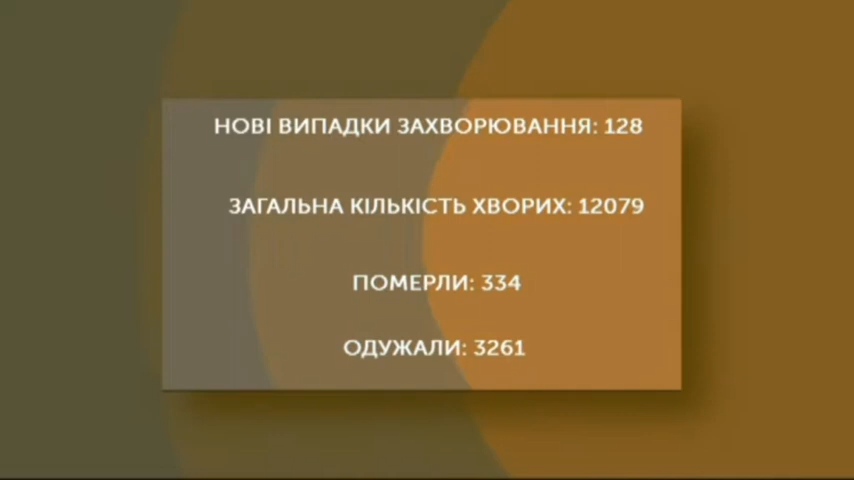 НОВІ ВИПАДКИ ЗАХВОРЮВАННЯ: 128
ЗАГАЛЬНА КІЛЬКІСТЬ ХВОРИХ: 12079
ПОМЕРЛИ: 334
ОДУЖАЛИ: 3261